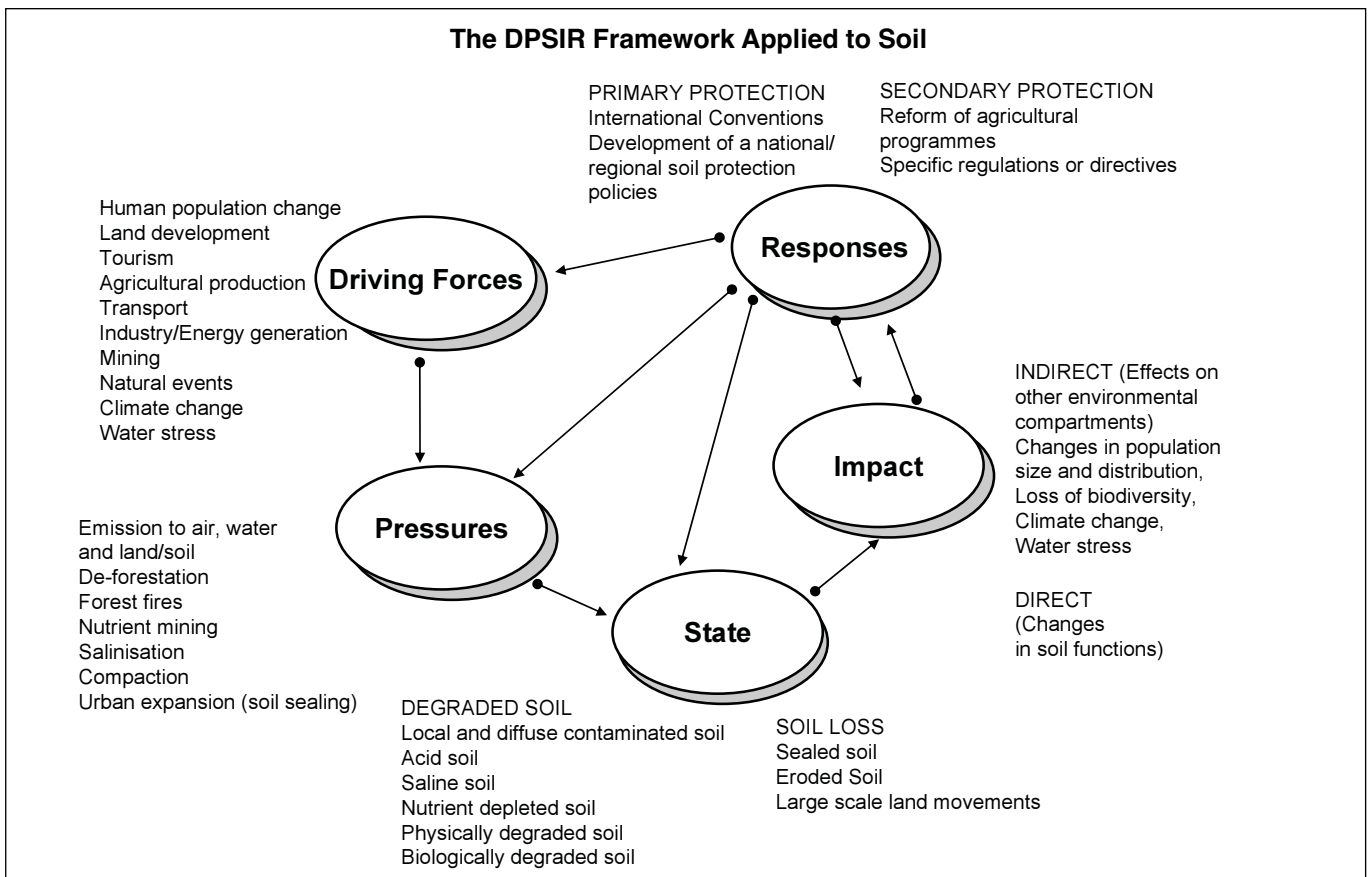 The DPSIR Framework Applied to Soil
PRIMARY PROTECTION
International Conventions
Development of a national/
regional soil protection
policies
SECONDARY PROTECTION
Reform of agricultural
programmes
Specific regulations or directives
Human population change
Land development
Tourism
Agricultural production
Transport
Industry/Energy generation
Mining
Natural events
Climate change
Water stress
Driving Forces
Responses
INDIRECT (Effects on
other environmental
compartments)
Changes in population
size and distribution,
Loss of biodiversity,
Climate change,
Water stress
DIRECT
(Changes
in soil functions)
Impact
Pressures
Emission to air, water
and land/soil
De-forestation
Forest fires
Nutrient mining
Salinisation
Compaction
Urban expansion (soil sealing)
State
DEGRADED SOIL
Local and diffuse contaminated soil
Acid soil
Saline soil
Nutrient depleted soil
Physically degraded soil
Biologically degraded soil
SOIL LOSS
Sealed soil
Eroded Soil
Large scale land movements